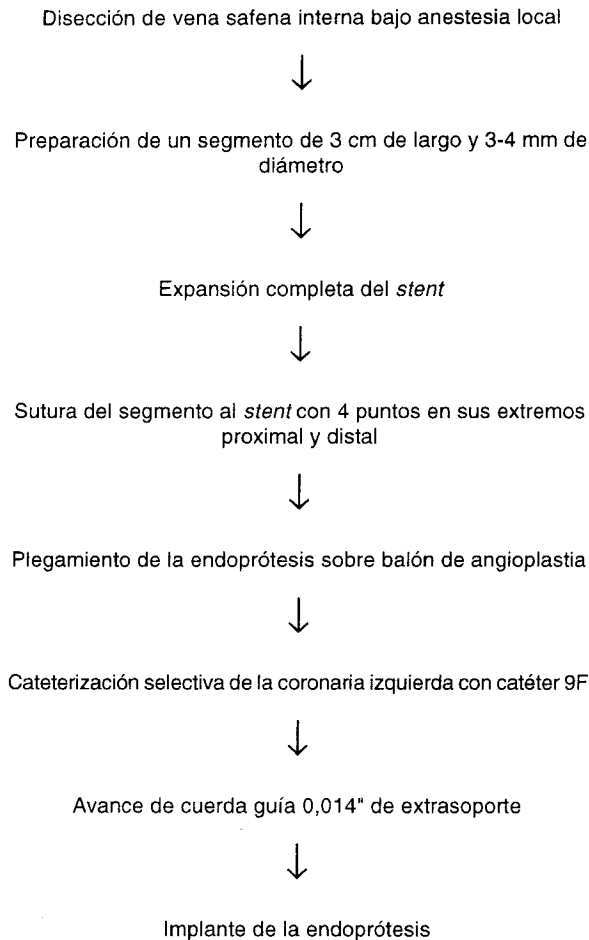 Disección de vena safena interna bajo anestesia local
Preparación de un segmento de 3 cm de largo y 3-4 mm de
diámetro
Expansión completa del stent
Sutura del segmento al stent con 4 puntos en sus extremos
proximal y distal
Plegamiento de la endoprótesis sobre balón de angioplastia
Cateterización selectiva de la coronaria izquierda con catéter 9F
Avance de cuerda guía 0,014" de extrasoporte
Implante de la endoprótesis